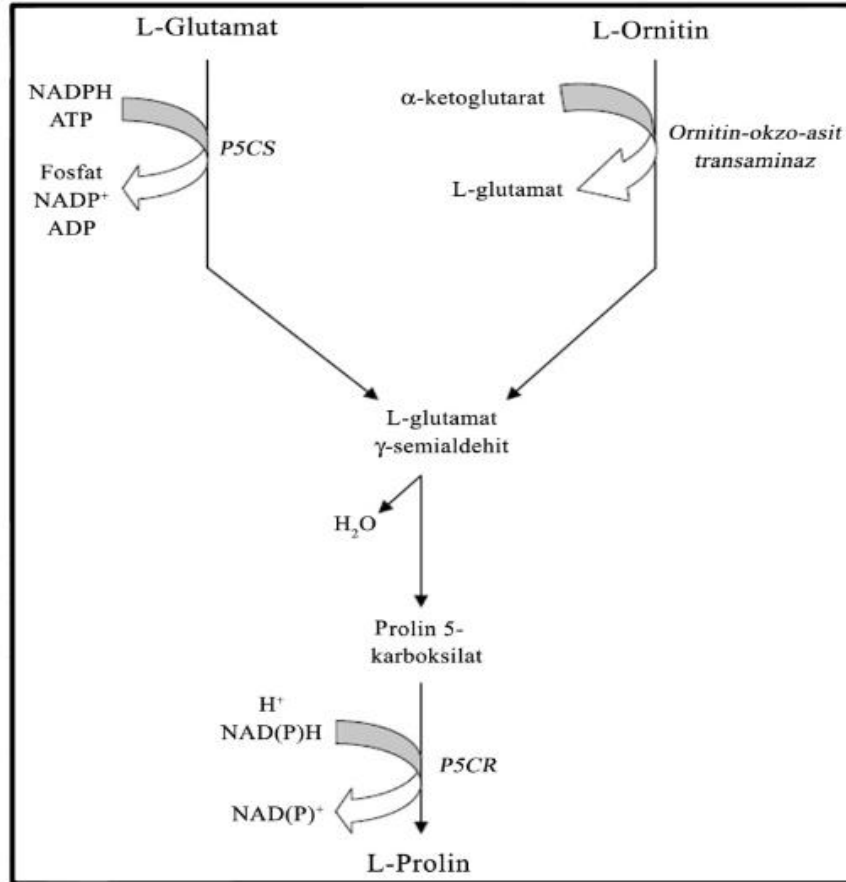 L-Glutamat
L-Ornitin
NADPH
ATP
P5CS
Fosfat
NADP⁺
ADP
α-ketoglutarat
Ornitin-okzo-asit
transaminaz
L-glutamat
L-glutamat
γ-semialdehit
H₂O
Prolin 5-
karboksilat
H⁺
NAD(P)H
P5CR
NAD(P)⁺
L-Prolin